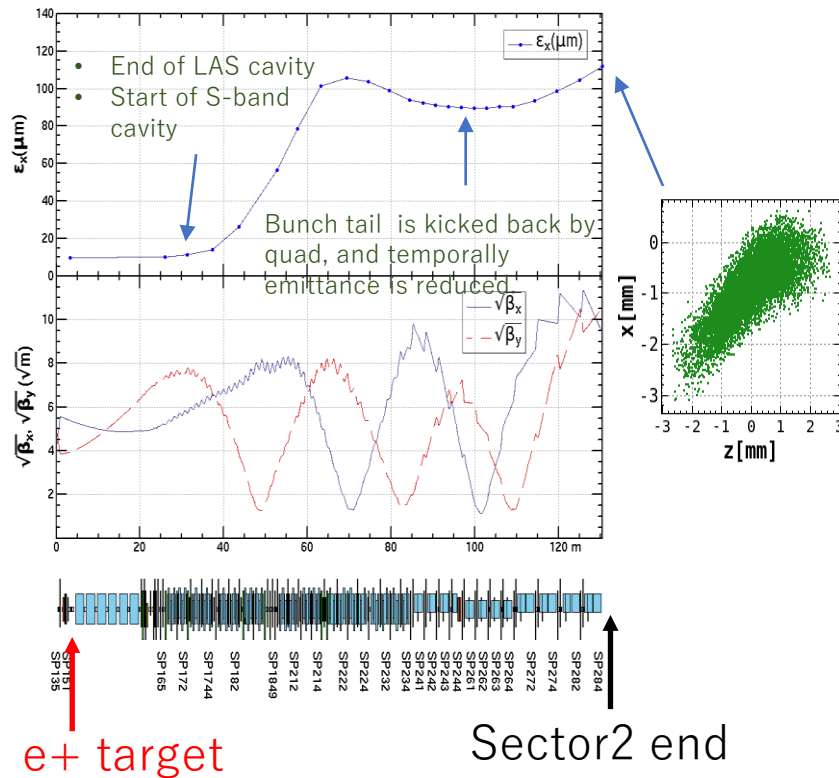 140
120
100
80
60
40
20
0
εx(μm)
εx(μm)
• End of LAS cavity
• Start of S-band
cavity
Bunch tail is kicked back by
quad, and temporally
emittance is reduced.
10
8
6
4
2
√βx, √βy (√m)
√βx
√βy
0
20
40
60
80
100
120 m
0
-1
-2
-3
x[mm]
-3 -2 -1 0 1 2 3
z[mm]
SP135
SP151
SP165
SP172
SP1744
SP182
SP1849
SP212
SP214
SP222
SP224
SP232
SP234
SP241
SP242
SP243
SP244
SP261
SP262
SP263
SP264
SP272
SP274
SP282
SP284
e+ target
Sector2 end